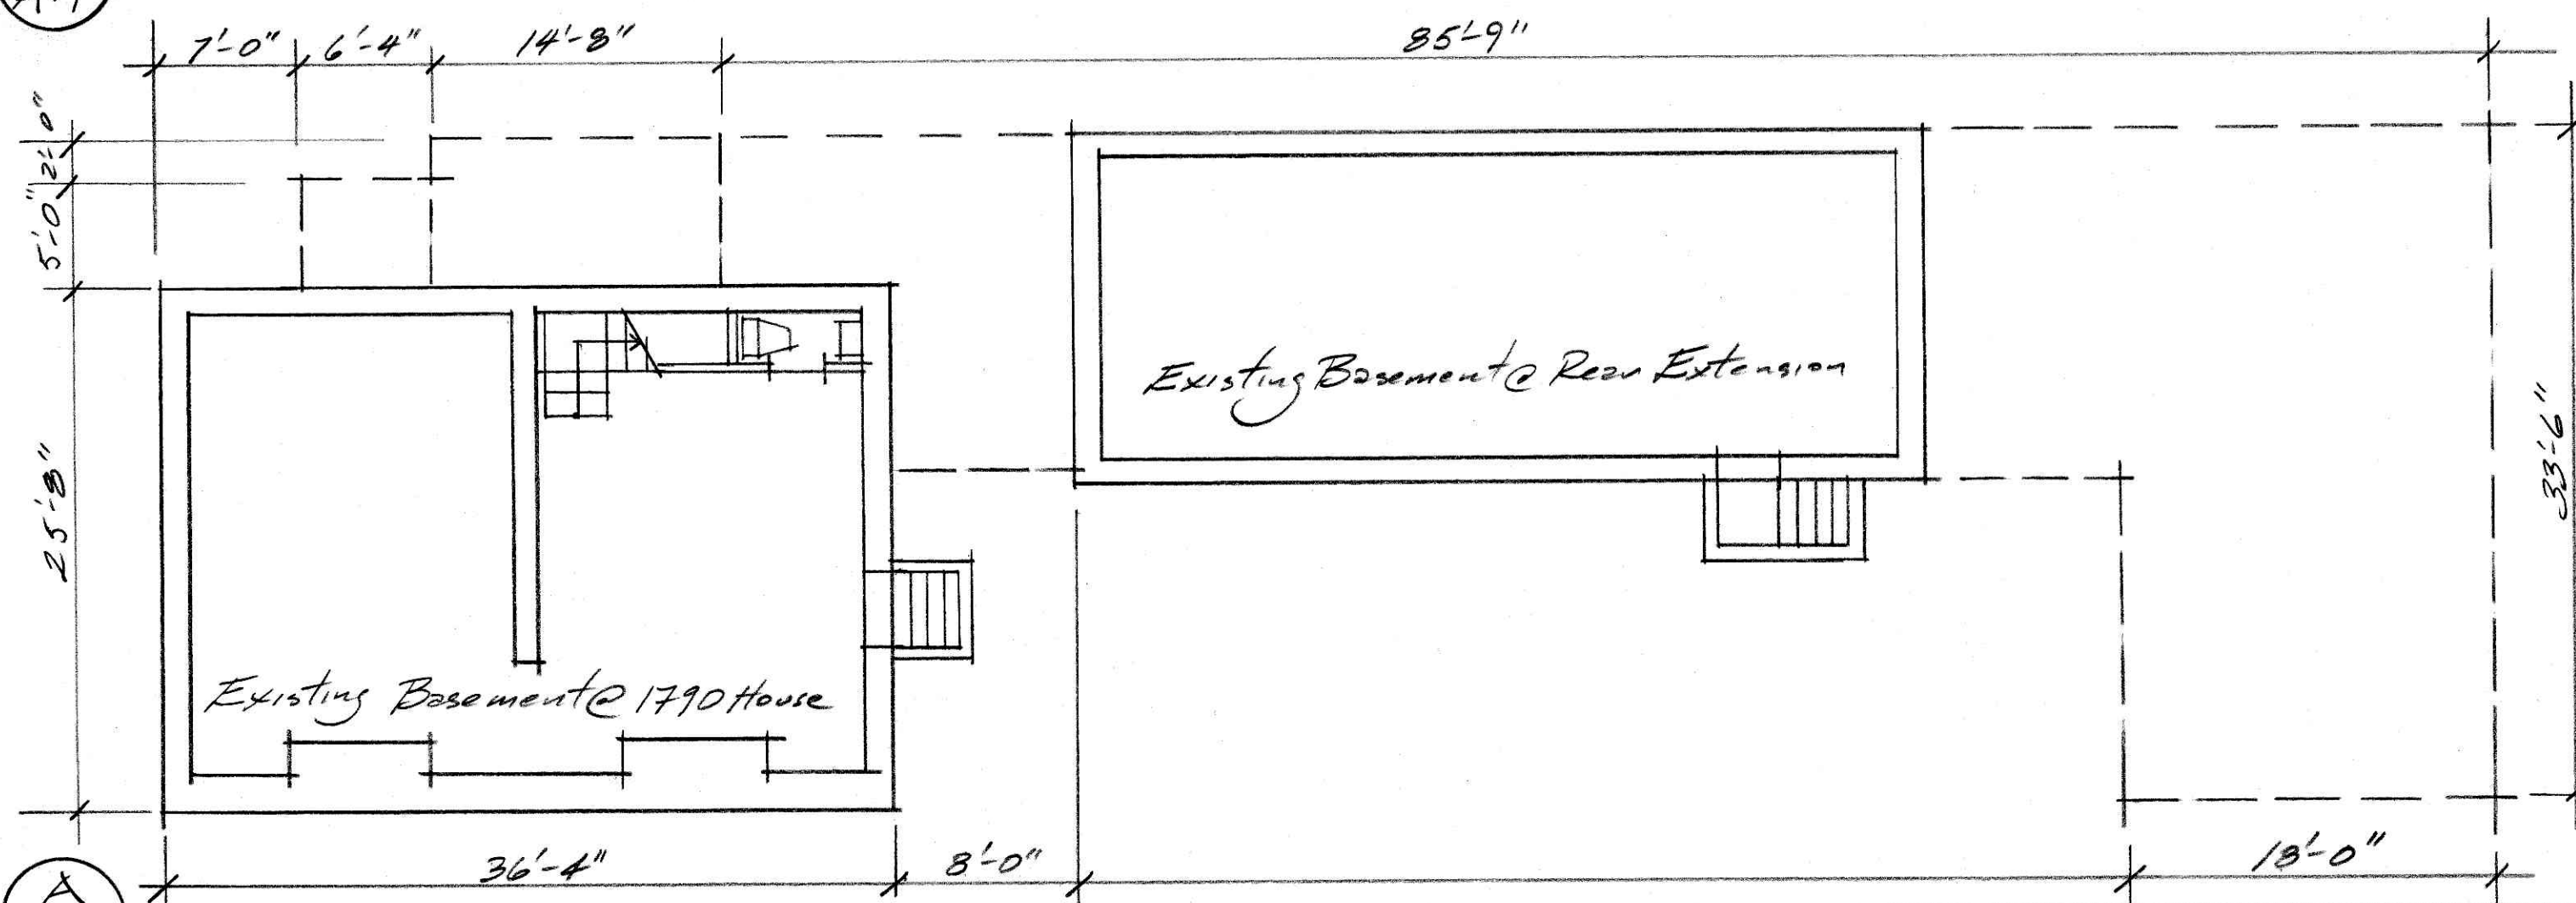 7'-0" 6'-4" 14'-8" 85'-9"
2'-0"
5'-0"
25'-8"
Existing Basement @ Rear Extension
33'-6"
Existing Basement @ 1790 House
36'-4" 8'-0" 18'-0"
A